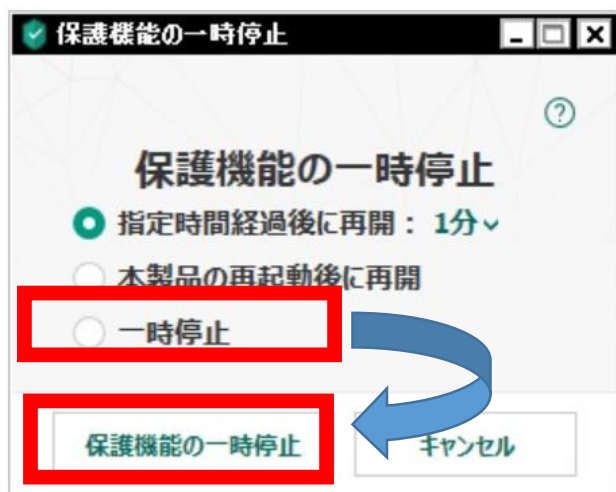 保護機能の一時停止
?
保護機能の一時停止
指定時間経過後に再開： 1分
本製品の再起動後に再開
一時停止
保護機能の一時停止 キャンセル